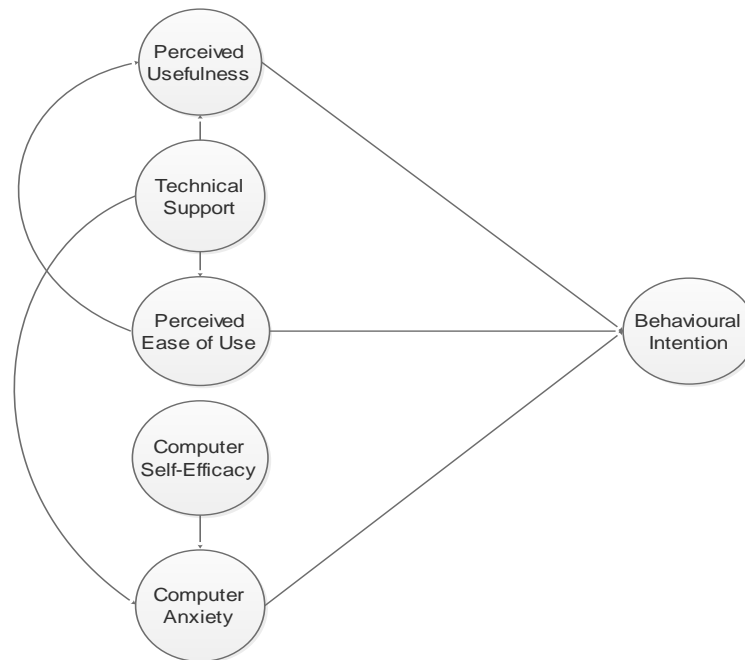 Perceived
Usefulness
Technical
Support
Perceived
Ease of Use
Behavioural
Intention
Computer
Self-Efficacy
Computer
Anxiety